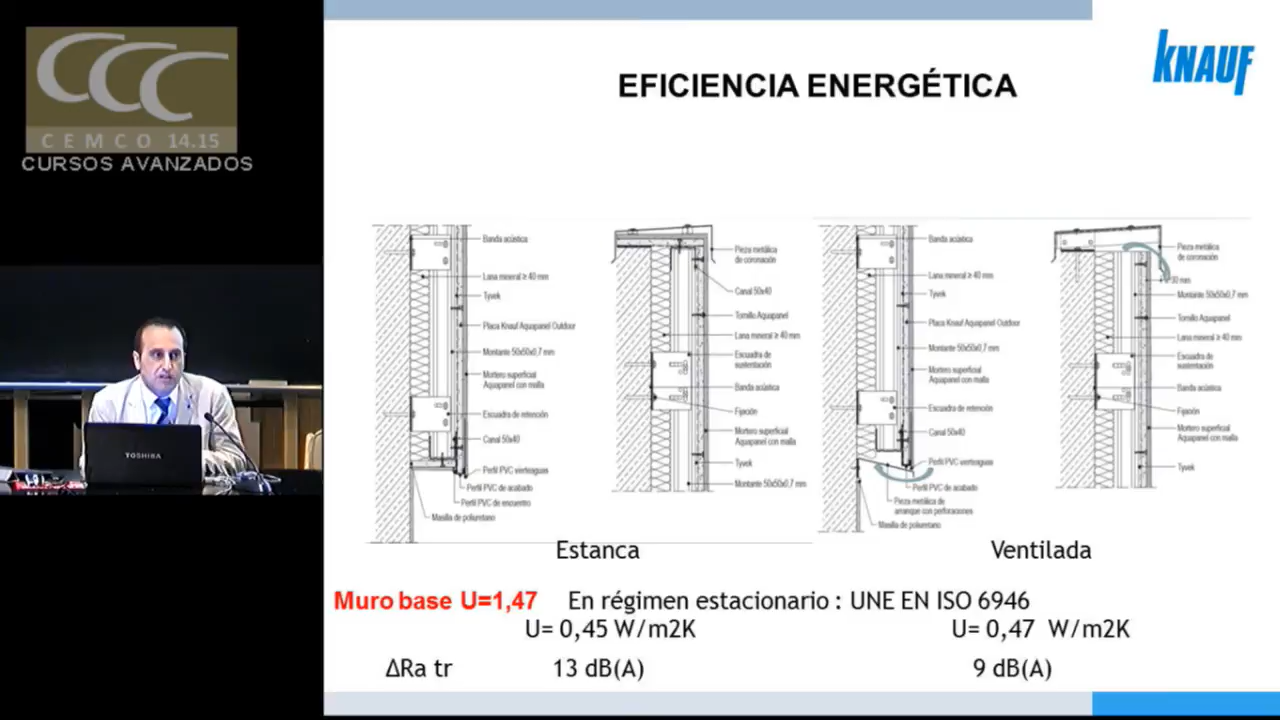 CCC
CEMCO 14.15
CURSOS AVANZADOS
TOSHIBA
KNAUF
EFICIENCIA ENERGÉTICA
Banda acústica
Lana mineral ≥ 40 mm
Tyvek
Placa Knauf Aquapanel Outdoor
Montante 50x50x0,7 mm
Mortero superficial
Aquapanel con malla
Escuadra de retención
Canal 50x40
Perfil PVC vierteaguas
Perfil PVC de acabado
Perfil PVC de encuentro
Masilla de poliuretano
Pieza metálica
de coronación
Canal 50x40
Tornillo Aquapanel
Lana mineral ≥ 40 mm
Escuadra de
sustentación
Banda acústica
Fijación
Mortero superficial
Aquapanel con malla
Tyvek
Montante 50x50x0,7 mm
Estanca
Banda acústica
Lana mineral ≥ 40 mm
Tyvek
Placa Knauf Aquapanel Outdoor
Montante 50x50x0,7 mm
Mortero superficial
Aquapanel con malla
Escuadra de retención
Canal 50x40
Perfil PVC vierteaguas
Perfil PVC de acabado
Pieza metálica de
arranque con perforaciones
Masilla de poliuretano
Pieza metálica
de coronación
Montante 50x50x0,7 mm
Tornillo Aquapanel
Lana mineral ≥ 40 mm
Escuadra de
sustentación
Banda acústica
Fijación
Mortero superficial
Aquapanel con malla
Tyvek
Ventilada
Muro base U=1,47 En régimen estacionario : UNE EN ISO 6946
U= 0,45 W/m2K U= 0,47 W/m2K
ΔRa tr 13 dB(A) 9 dB(A)